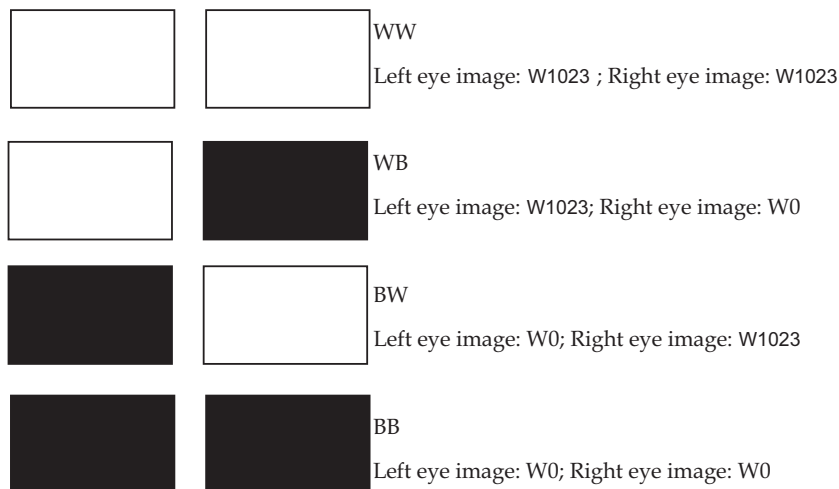 WW
Left eye image: W1023 ; Right eye image: W1023
WB
Left eye image: W1023; Right eye image: W0
BW
Left eye image: W0; Right eye image: W1023
BB
Left eye image: W0; Right eye image: W0